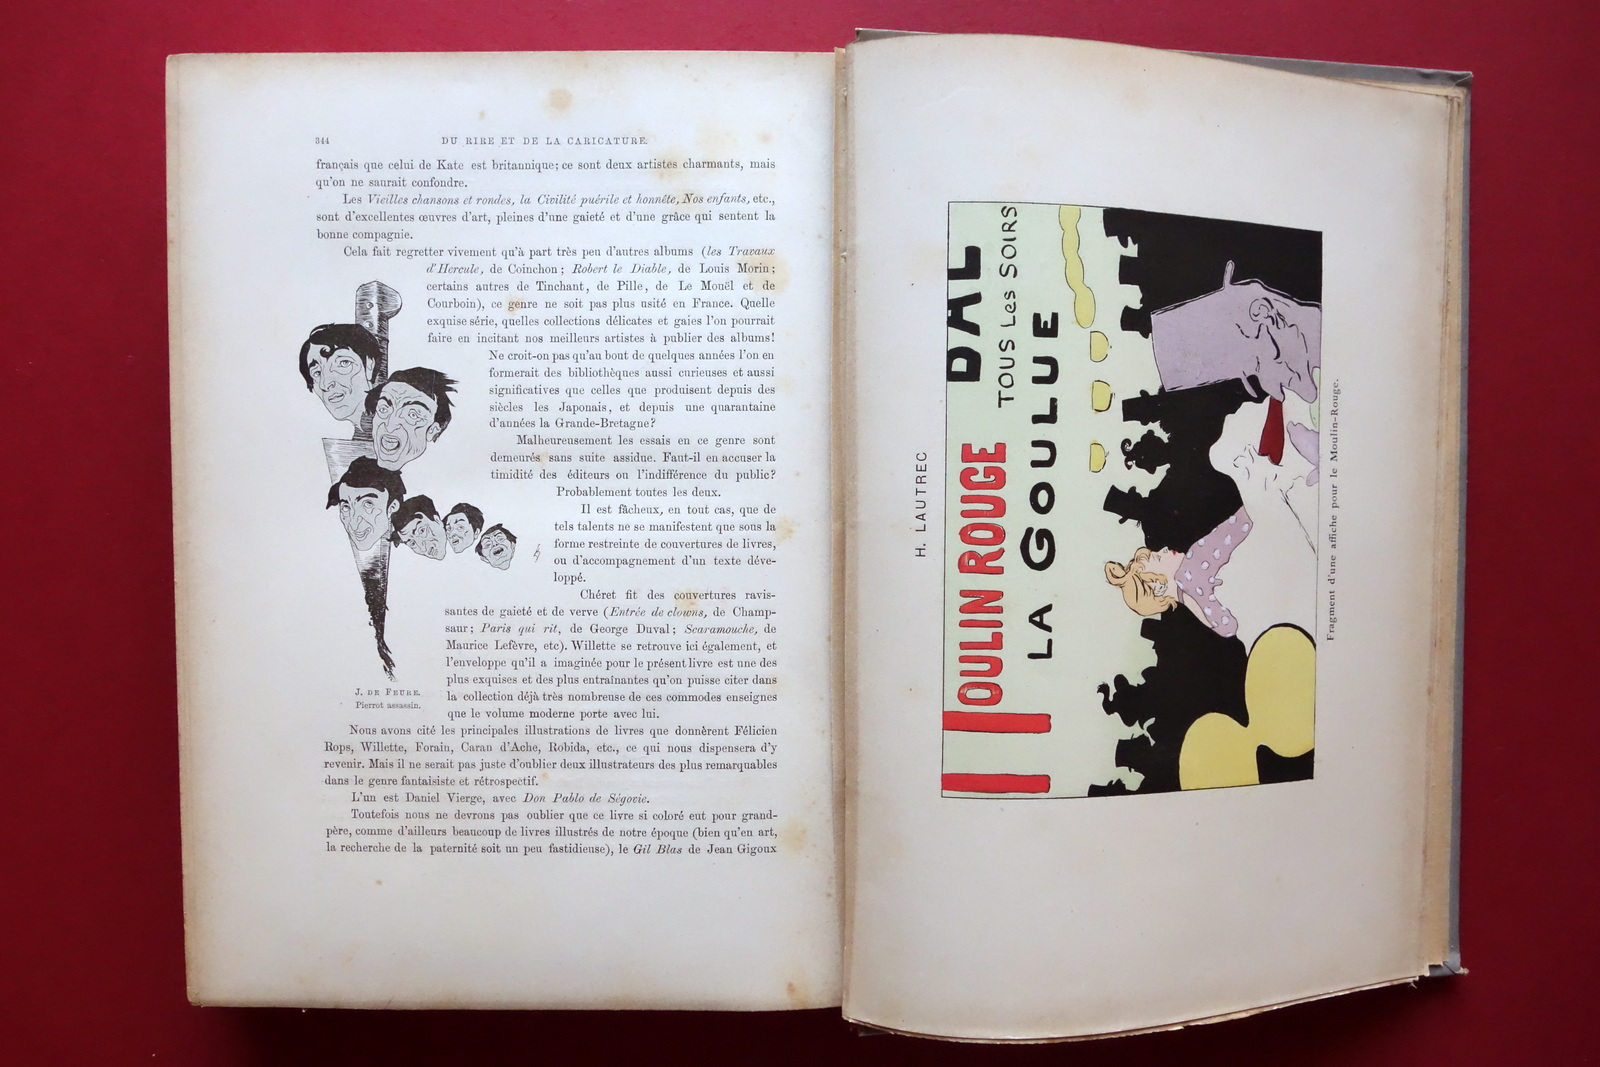 344
DU RIRE ET DE LA CARICATURE.
français que celui de Kate est britannique; ce sont deux artistes charmants, mais
qu'on ne saurait confondre.
Les Vieilles chansons et rondes, la Civilité puérile et honnête, Nos enfants, etc.,
sont d'excellentes œuvres d'art, pleines d'une gaieté et d'une grâce qui sentent la
bonne compagnie.
Cela fait regretter vivement qu'à part très peu d'autres albums (les Travaux
d'Hercule, de Coinchon; Robert le Diable, de Louis Morin;
certains autres de Tinchant, de Pille, de Le Mouël et de
Courboin), ce genre ne soit pas plus usité en France. Quelle
exquise série, quelles collections délicates et gaies l'on pourrait
faire en incitant nos meilleurs artistes à publier des albums!
Ne croit-on pas qu'au bout de quelques années l'on en
formerait des bibliothèques aussi curieuses et aussi
significatives que celles que produisent depuis des
siècles les Japonais, et depuis une quarantaine
d'années la Grande-Bretagne?
Malheureusement les essais en ce genre sont
demeurés sans suite assidue. Faut-il en accuser la
timidité des éditeurs ou l'indifférence du public?
Probablement toutes les deux.
Il est fâcheux, en tout cas, que de
tels talents ne se manifestent que sous la
forme restreinte de couvertures de livres,
ou d'accompagnement d'un texte déve-
loppé.
Chéret fit des couvertures ravis-
santes de gaieté et de verve (Entrée de clowns, de Champ-
saur; Paris qui rit, de George Duval; Scaramouche, de
Maurice Lefèvre, etc). Willette se retrouve ici également, et
l'enveloppe qu'il a imaginée pour le présent livre est une des
plus exquises et des plus entraînantes qu'on puisse citer dans
la collection déjà très nombreuse de ces commodes enseignes
que le volume moderne porte avec lui.
J. DE FEURE.
Pierrot assassin.
Nous avons cité les principales illustrations de livres que donnèrent Félicien
Rops, Willette, Forain, Caran d'Ache, Robida, etc., ce qui nous dispensera d'y
revenir. Mais il ne serait pas juste d'oublier deux illustrateurs des plus remarquables
dans le genre fantaisiste et rétrospectif.
L'un est Daniel Vierge, avec Don Pablo de Ségovie.
Toutefois nous ne devrons pas oublier que ce livre si coloré eut pour grand-
père, comme d'ailleurs beaucoup de livres illustrés de notre époque (bien qu'en art,
la recherche de la paternité soit un peu fastidieuse), le Gil Blas de Jean Gigoux
H. LAUTREC
BAL
OULIN ROUGE
TOUS Les SOIRS
LA GOULUE
Fragment d'une affiche pour le Moulin-Rouge.